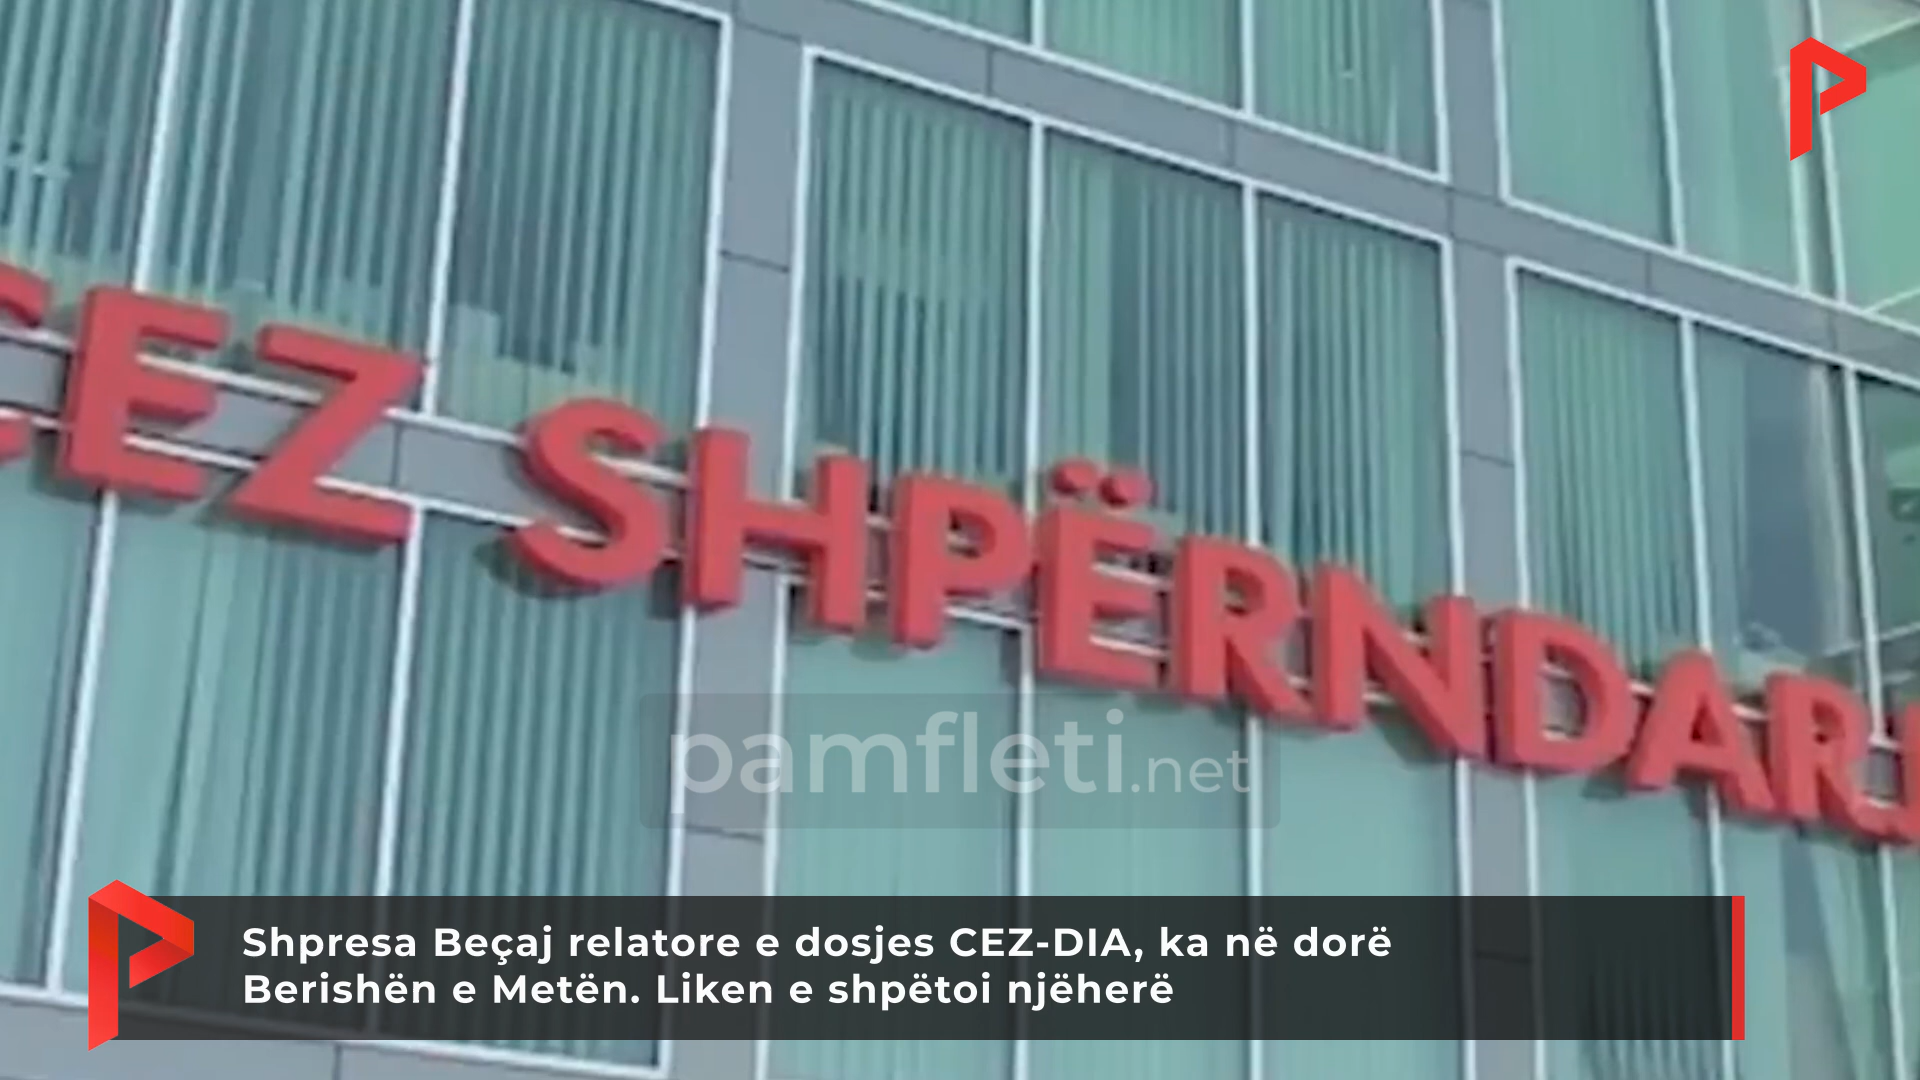 CEZ SHPËRNDARJ
pamfleti.net
Shpresa Beçaj relatore e dosjes CEZ-DIA, ka në dorë
Berishën e Metën. Liken e shpëtoi njëherë